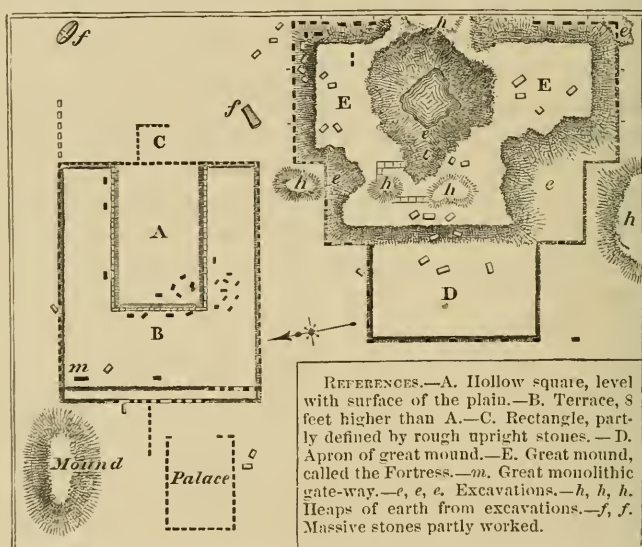 f
h
e
E
E
f
C
e
e
e
h
e
h
h
h
A
D
B
m
REFERENCES.—A. Hollow square, level
with surface of the plain.—B. Terrace, 8
feet higher than A.—C. Rectangle, part-
ly defined by rough upright stones.—D.
Apron of great mound.—E. Great mound,
called the Fortress.—m. Great monolithic
gate-way.—e, e, e. Excavations.—h, h, h.
Heaps of earth from excavations.—f, f.
Massive stones partly worked.
Mound
Palace